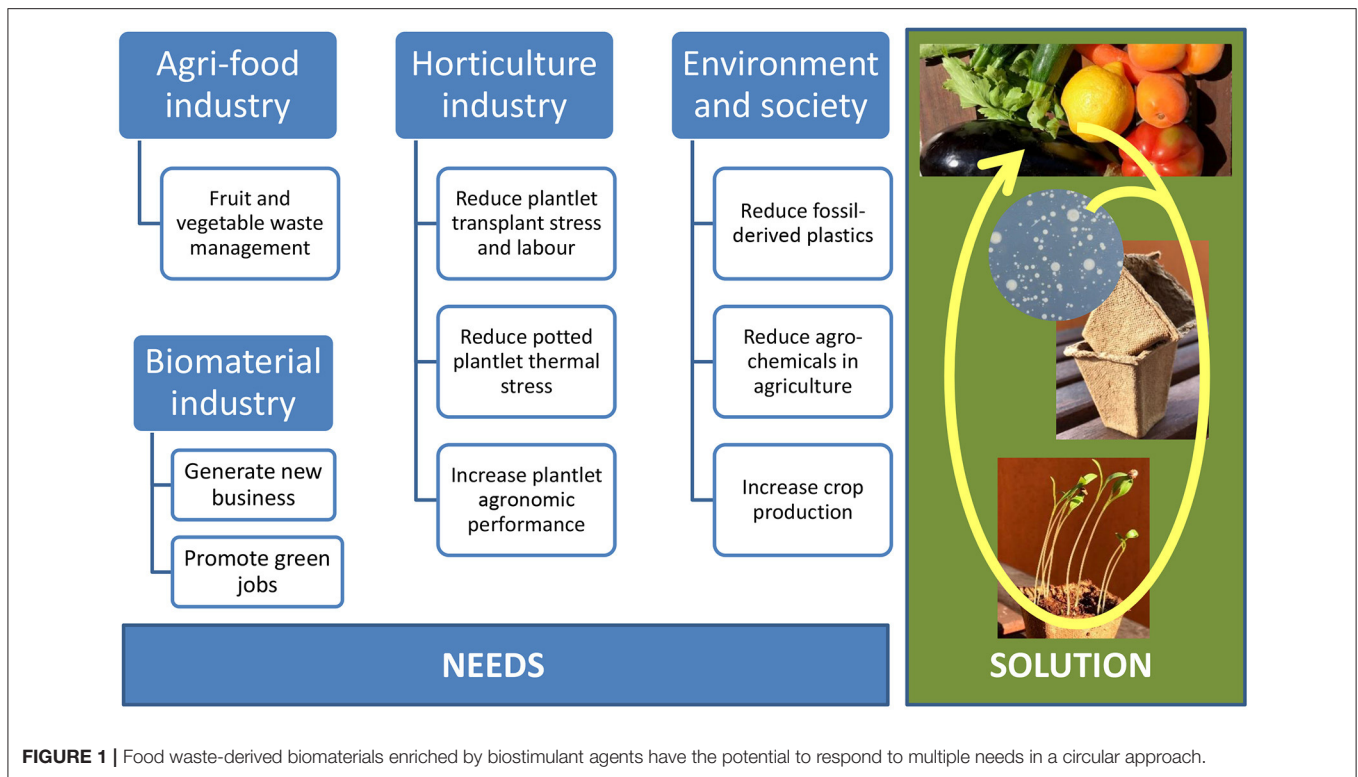 Agri-food
industry
Fruit and
vegetable waste
management
Biomaterial
industry
Generate new
business
Promote green
jobs
Horticulture
industry
Reduce plantlet
transplant stress
and labour
Reduce potted
plantlet thermal
stress
Increase plantlet
agronomic
performance
Environment
and society
Reduce fossil-
derived plastics
Reduce agro-
chemicals in
agriculture
Increase crop
production
NEEDS
SOLUTION
FIGURE 1 | Food waste-derived biomaterials enriched by biostimulant agents have the potential to respond to multiple needs in a circular approach.